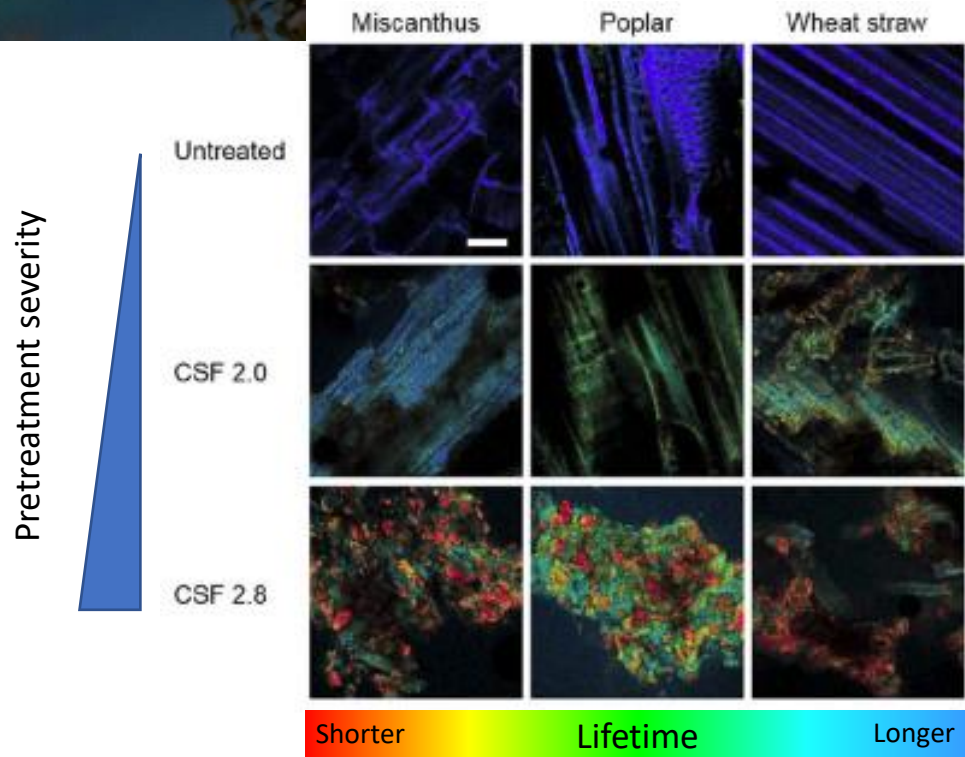 Miscanthus Poplar Wheat straw
Untreated
Pretreatment severity
CSF 2.0
CSF 2.8
Shorter Lifetime Longer